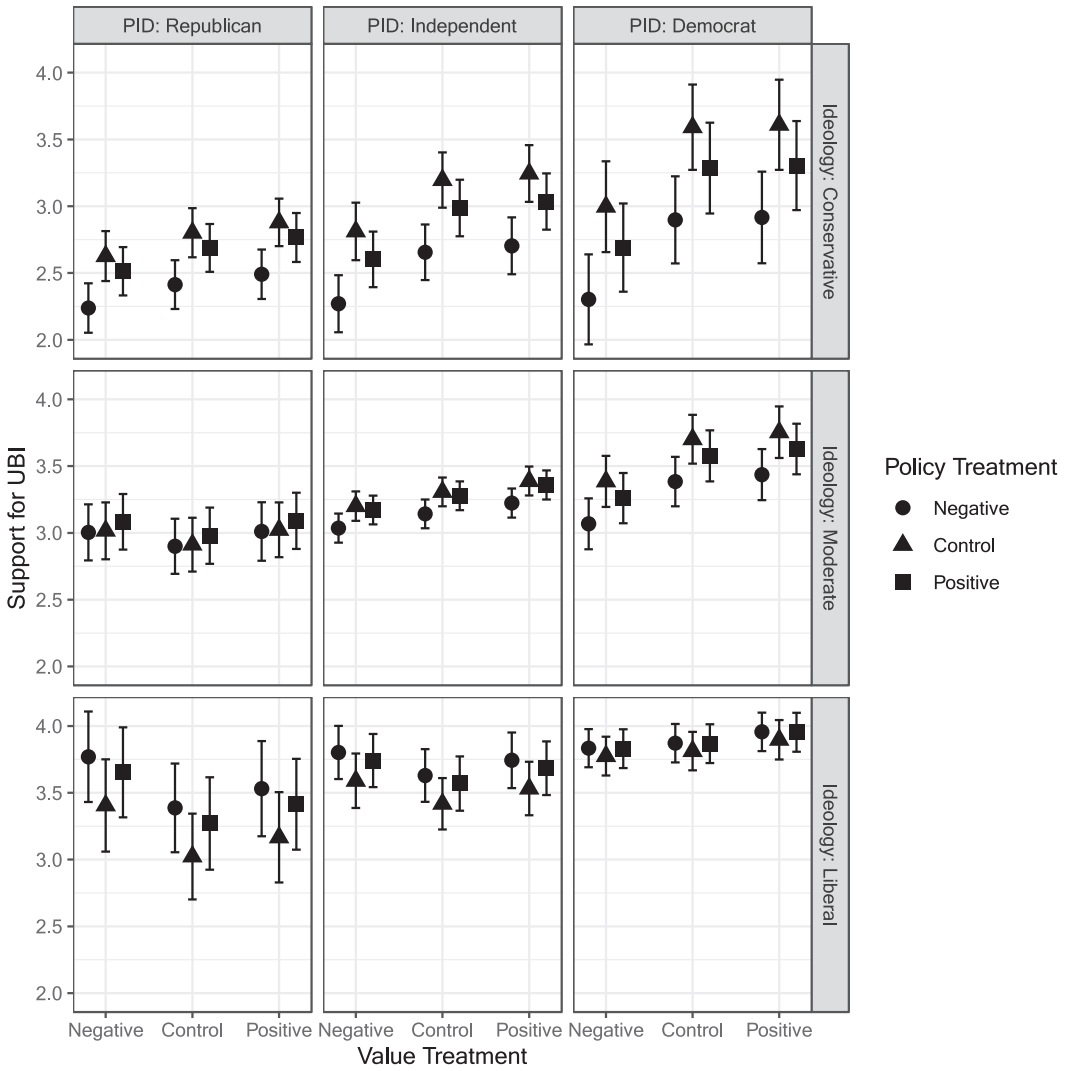 PID: Republican
PID: Independent
PID: Democrat
4.0
3.5
3.0
2.5
2.0
Ideology: Conservative
4.0
3.5
3.0
2.5
2.0
Ideology: Moderate
4.0
3.5
3.0
2.5
2.0
Ideology: Liberal
Support for UBI
Negative
Control
Positive
Negative
Control
Positive
Negative
Control
Positive
Value Treatment
Policy Treatment
Negative
Control
Positive